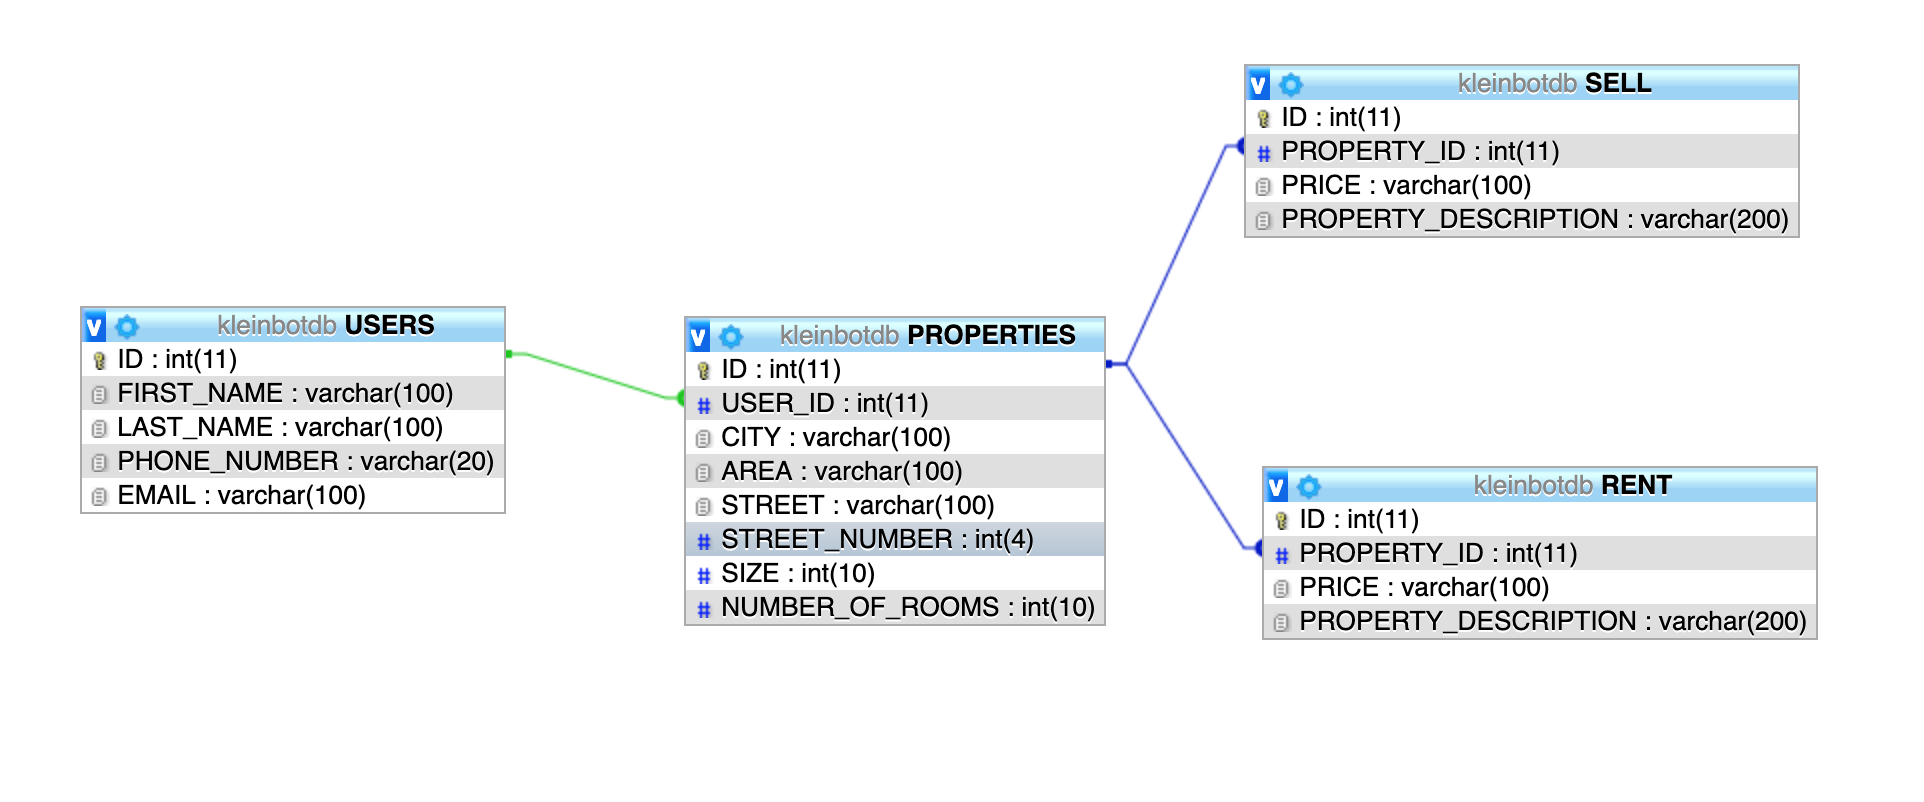 kleinbotdb USERS
ID : int(11)
FIRST_NAME : varchar(100)
LAST_NAME : varchar(100)
PHONE_NUMBER : varchar(20)
EMAIL : varchar(100)
kleinbotdb PROPERTIES
ID : int(11)
USER_ID : int(11)
CITY : varchar(100)
AREA : varchar(100)
STREET : varchar(100)
STREET_NUMBER : int(4)
SIZE : int(10)
NUMBER_OF_ROOMS : int(10)
kleinbotdb SELL
ID : int(11)
PROPERTY_ID : int(11)
PRICE : varchar(100)
PROPERTY_DESCRIPTION : varchar(200)
kleinbotdb RENT
ID : int(11)
PROPERTY_ID : int(11)
PRICE : varchar(100)
PROPERTY_DESCRIPTION : varchar(200)